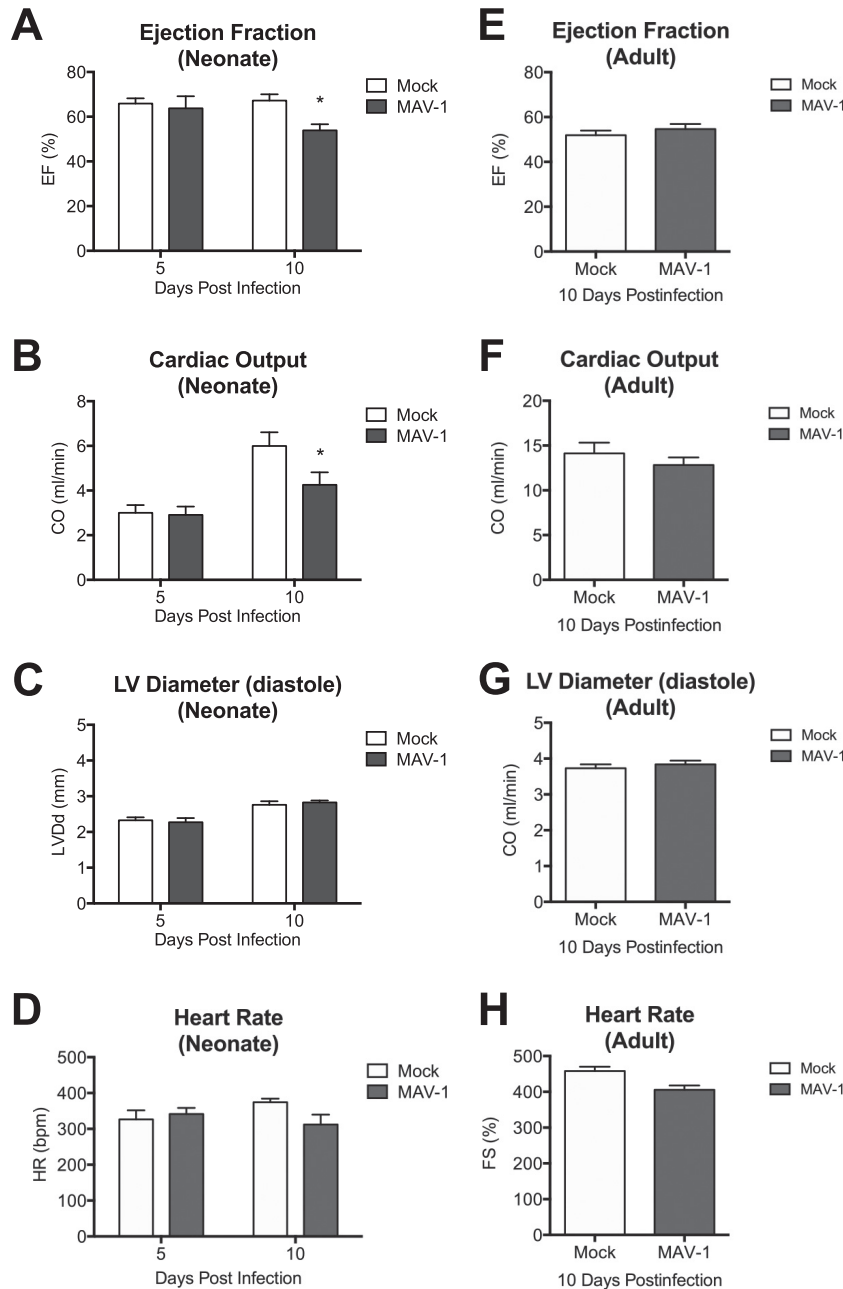 A
Ejection Fraction
(Neonate)
80
60
40
20
0
EF (%)
*
Mock
MAV-1
5
10
Days Post Infection
E
Ejection Fraction
(Adult)
80
60
40
20
0
EF (%)
Mock
MAV-1
Mock
MAV-1
10 Days Postinfection
B
Cardiac Output
(Neonate)
8
6
4
2
0
CO (ml/min)
*
Mock
MAV-1
5
10
Days Post Infection
F
Cardiac Output
(Adult)
20
15
10
5
0
CO (ml/min)
Mock
MAV-1
Mock
MAV-1
10 Days Postinfection
C
LV Diameter (diastole)
(Neonate)
5
4
3
2
1
0
LVDd (mm)
Mock
MAV-1
5
10
Days Post Infection
G
LV Diameter (diastole)
(Adult)
5
4
3
2
1
0
CO (ml/min)
Mock
MAV-1
Mock
MAV-1
10 Days Postinfection
D
Heart Rate
(Neonate)
500
400
300
200
100
0
HR (bpm)
Mock
MAV-1
5
10
Days Post Infection
H
Heart Rate
(Adult)
500
400
300
200
100
0
FS (%)
Mock
MAV-1
Mock
MAV-1
10 Days Postinfection